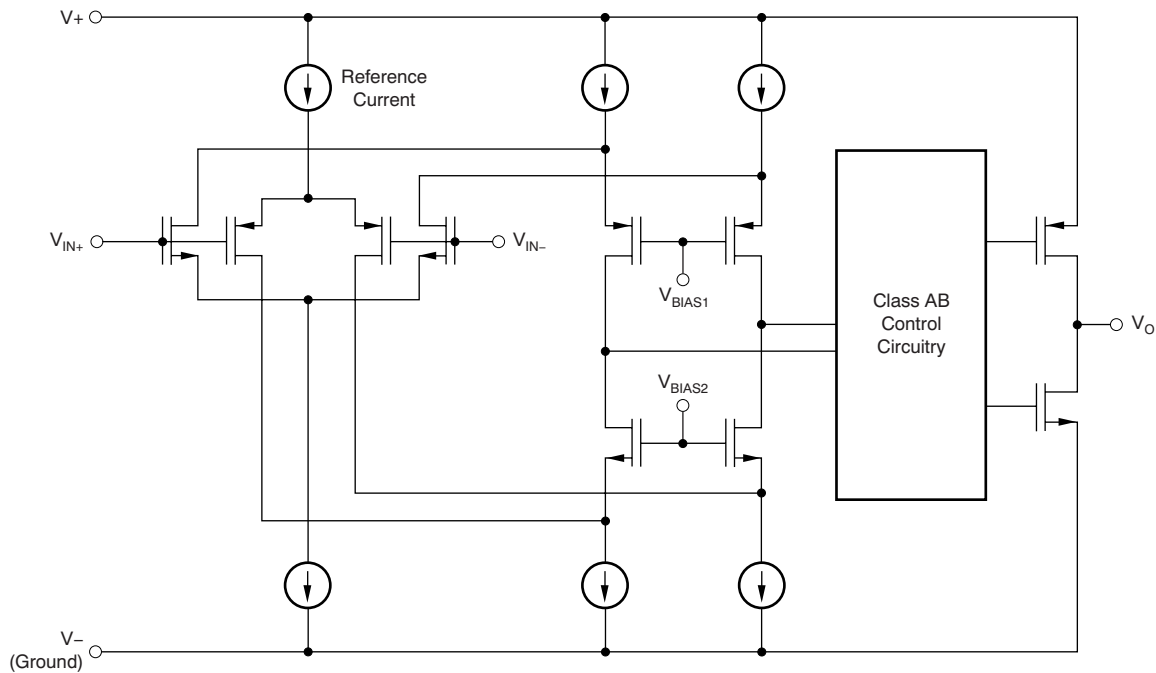 V+
Reference
Current
V_IN+
V_IN−
V_BIAS1
Class AB
Control
Circuitry
V_O
V_BIAS2
V−
(Ground)